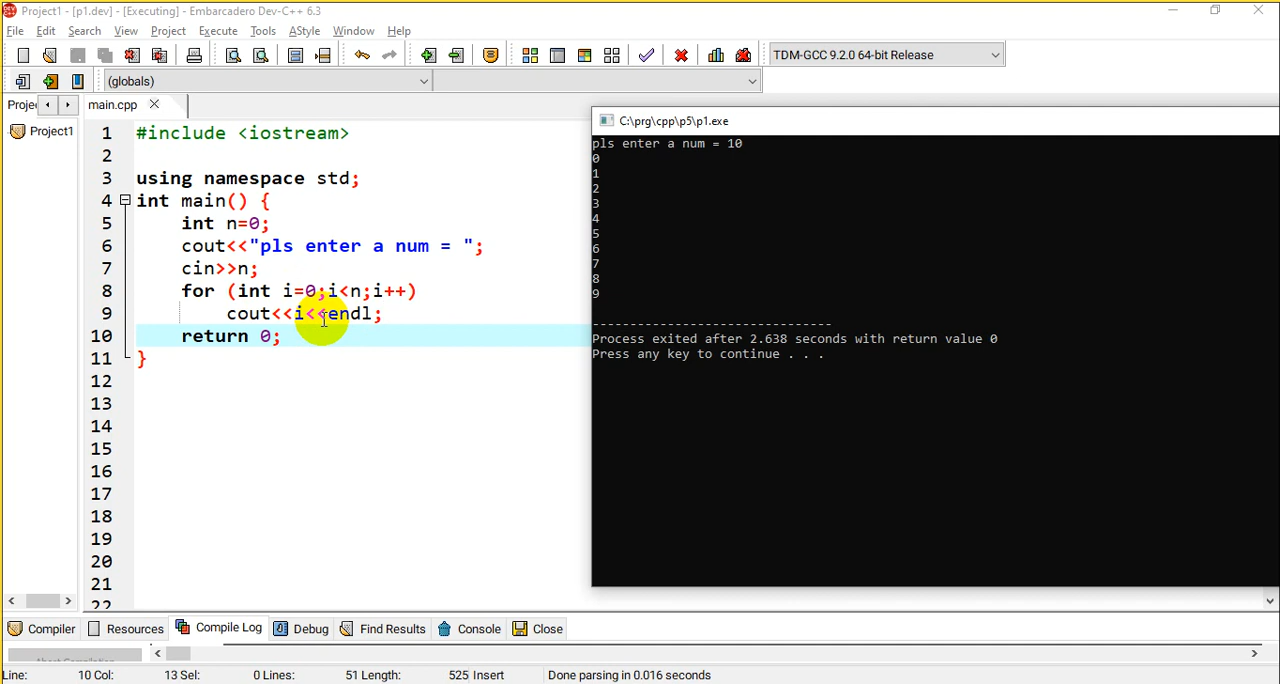 Project1 - [p1.dev] - [Executing] - Embarcadero Dev-C++ 6.3
File Edit Search View Project Execute Tools AStyle Window Help
TDM-GCC 9.2.0 64-bit Release
(globals)
Projec
main.cpp
Project1
1 #include <iostream>
2
3 using namespace std;
4 int main() {
5 int n=0;
6 cout<<"pls enter a num = ";
7 cin>>n;
8 for (int i=0;i<n;i++)
9 cout<<i<<endl;
10 return 0;
11 }
12
13
14
15
16
17
18
19
20
21
22
C:\prg\cpp\p5\p1.exe
pls enter a num = 10
0
1
2
3
4
5
6
7
8
9
--------------------------------
Process exited after 2.638 seconds with return value 0
Press any key to continue . . .
Compiler Resources Compile Log Debug Find Results Console Close
Abort Compilation
Line: 10 Col: 13 Sel: 0 Lines: 51 Length: 525 Insert Done parsing in 0.016 seconds